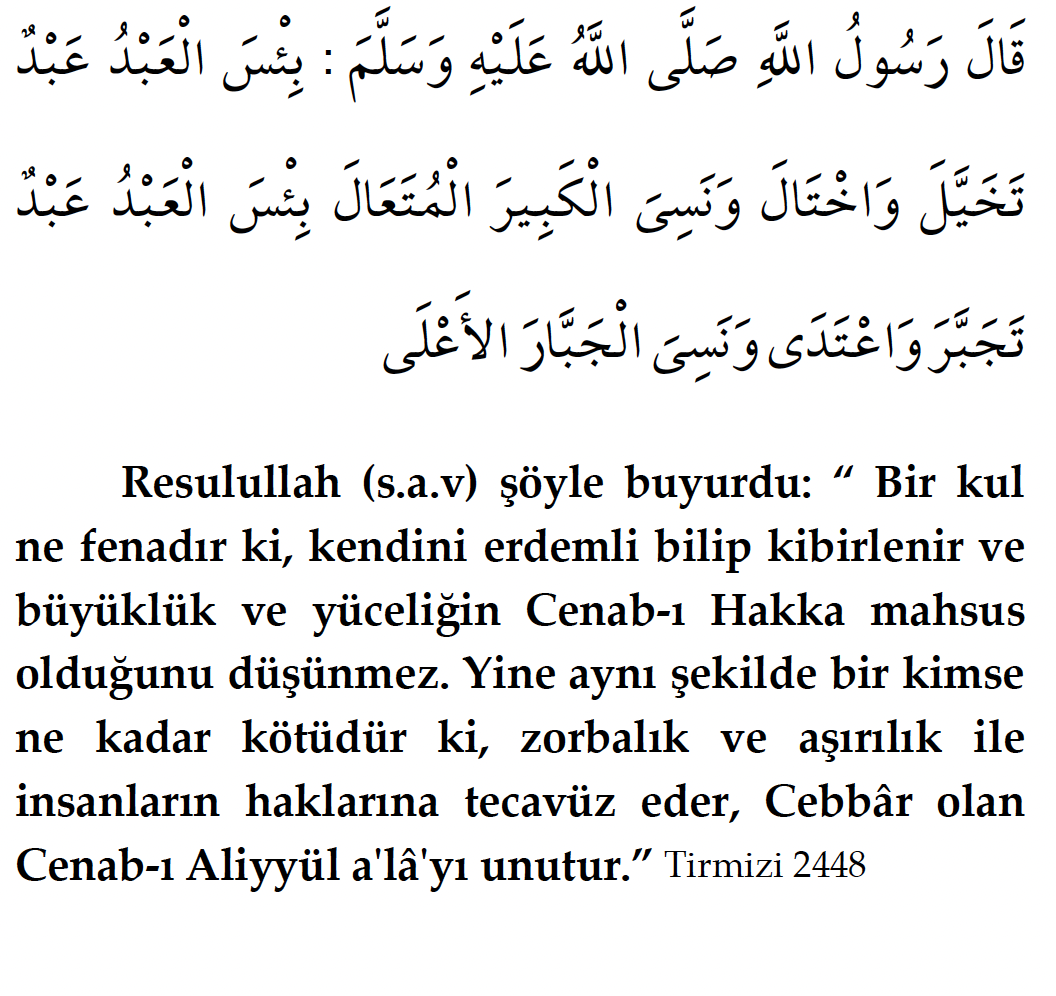 قَالَ رَسُولُ اللَّهِ صَلَّى اللَّهُ عَلَيْهِ وَسَلَّمَ : بِئْسَ الْعَبْدُ عَبْدٌ
تَخَيَّلَ وَاخْتَالَ وَنَسِىَ الْكَبِيرَ الْمُتَعَالَ بِئْسَ الْعَبْدُ عَبْدٌ
تَجَبَّرَ وَاعْتَدَى وَنَسِىَ الْجَبَّارَ الأَعْلَى
Resulullah (s.a.v) şöyle buyurdu: “ Bir kul
ne fenadır ki, kendini erdemli bilip kibirlenir ve
büyüklük ve yüceliğin Cenab-ı Hakka mahsus
olduğunu düşünmez. Yine aynı şekilde bir kimse
ne kadar kötüdür ki, zorbalık ve aşırılık ile
insanların haklarına tecavüz eder, Cebbâr olan
Cenab-ı Aliyyül a'lâ'yı unutur.” Tirmizi 2448